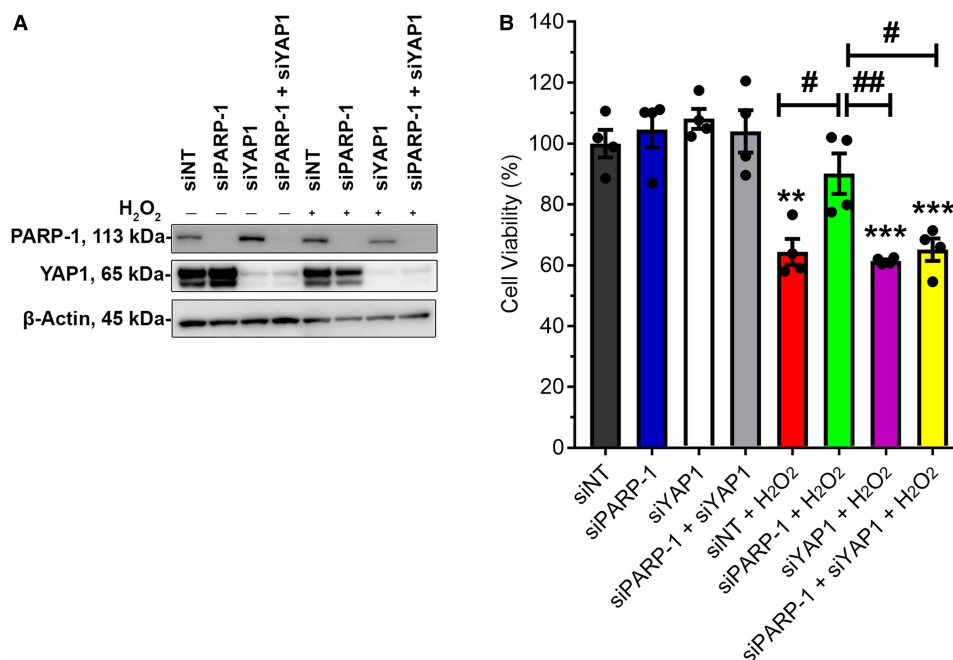 A
siNT
siPARP-1
siYAP1
siPARP-1 + siYAP1
siNT
siPARP-1
siYAP1
siPARP-1 + siYAP1
H₂O₂ – – – – + + + +
PARP-1, 113 kDa-
YAP1, 65 kDa-
β-Actin, 45 kDa-
B
Cell Viability (%)
140
120
100
80
60
40
20
0
#
#
##
**
***
***
siNT
siPARP-1
siYAP1
siPARP-1 + siYAP1
siNT + H₂O₂
siPARP-1 + H₂O₂
siYAP1 + H₂O₂
siPARP-1 + siYAP1 + H₂O₂